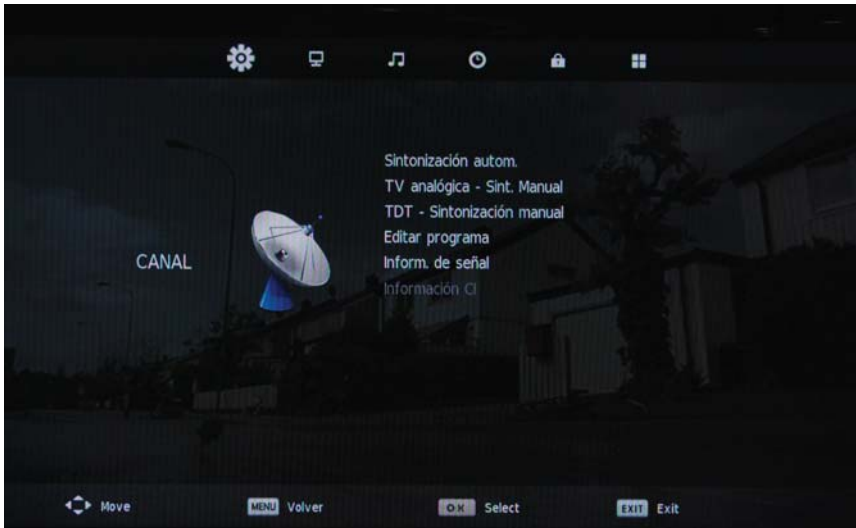 Sintonización autom.
TV analógica - Sint. Manual
TDT - Sintonización manual
Editar programa
CANAL
Inform. de señal
Información CI
Move MENU Volver OK Select EXIT Exit